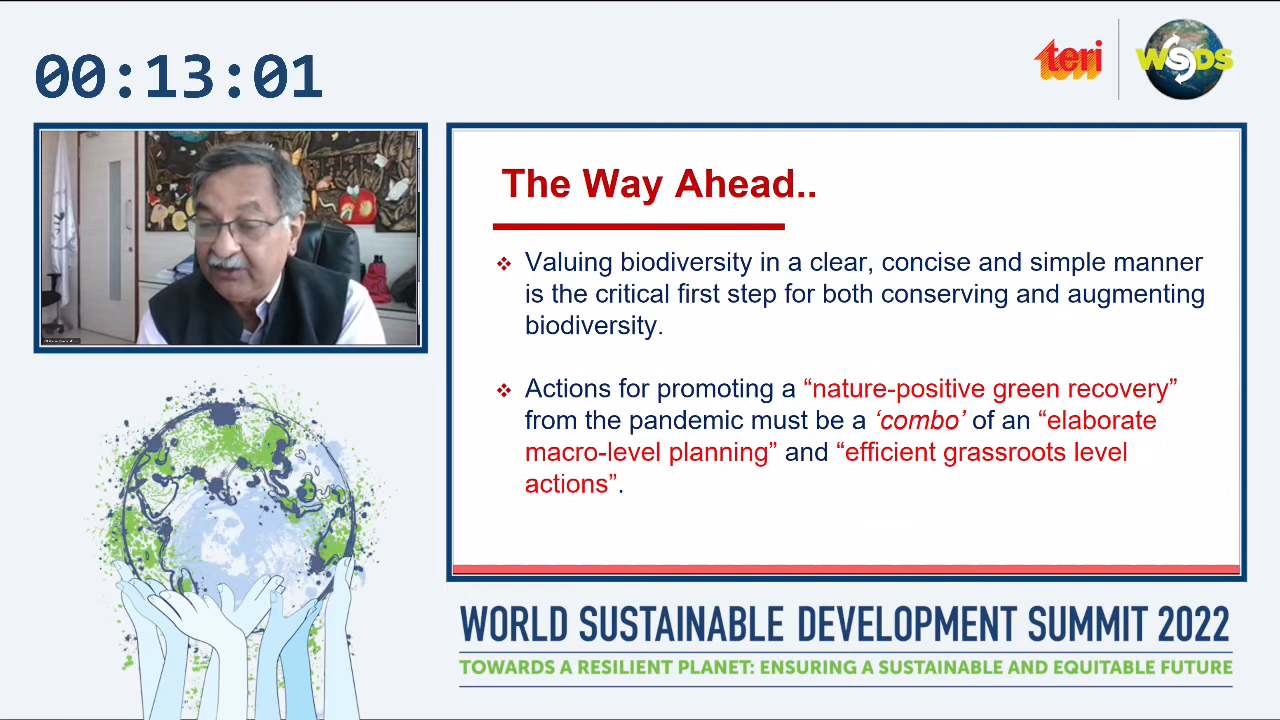 00:13:01
teri
WSDS
The Way Ahead..
❖ Valuing biodiversity in a clear, concise and simple manner
is the critical first step for both conserving and augmenting
biodiversity.
❖ Actions for promoting a “nature-positive green recovery”
from the pandemic must be a ‘combo’ of an “elaborate
macro-level planning” and “efficient grassroots level
actions”.
WORLD SUSTAINABLE DEVELOPMENT SUMMIT 2022
TOWARDS A RESILIENT PLANET: ENSURING A SUSTAINABLE AND EQUITABLE FUTURE